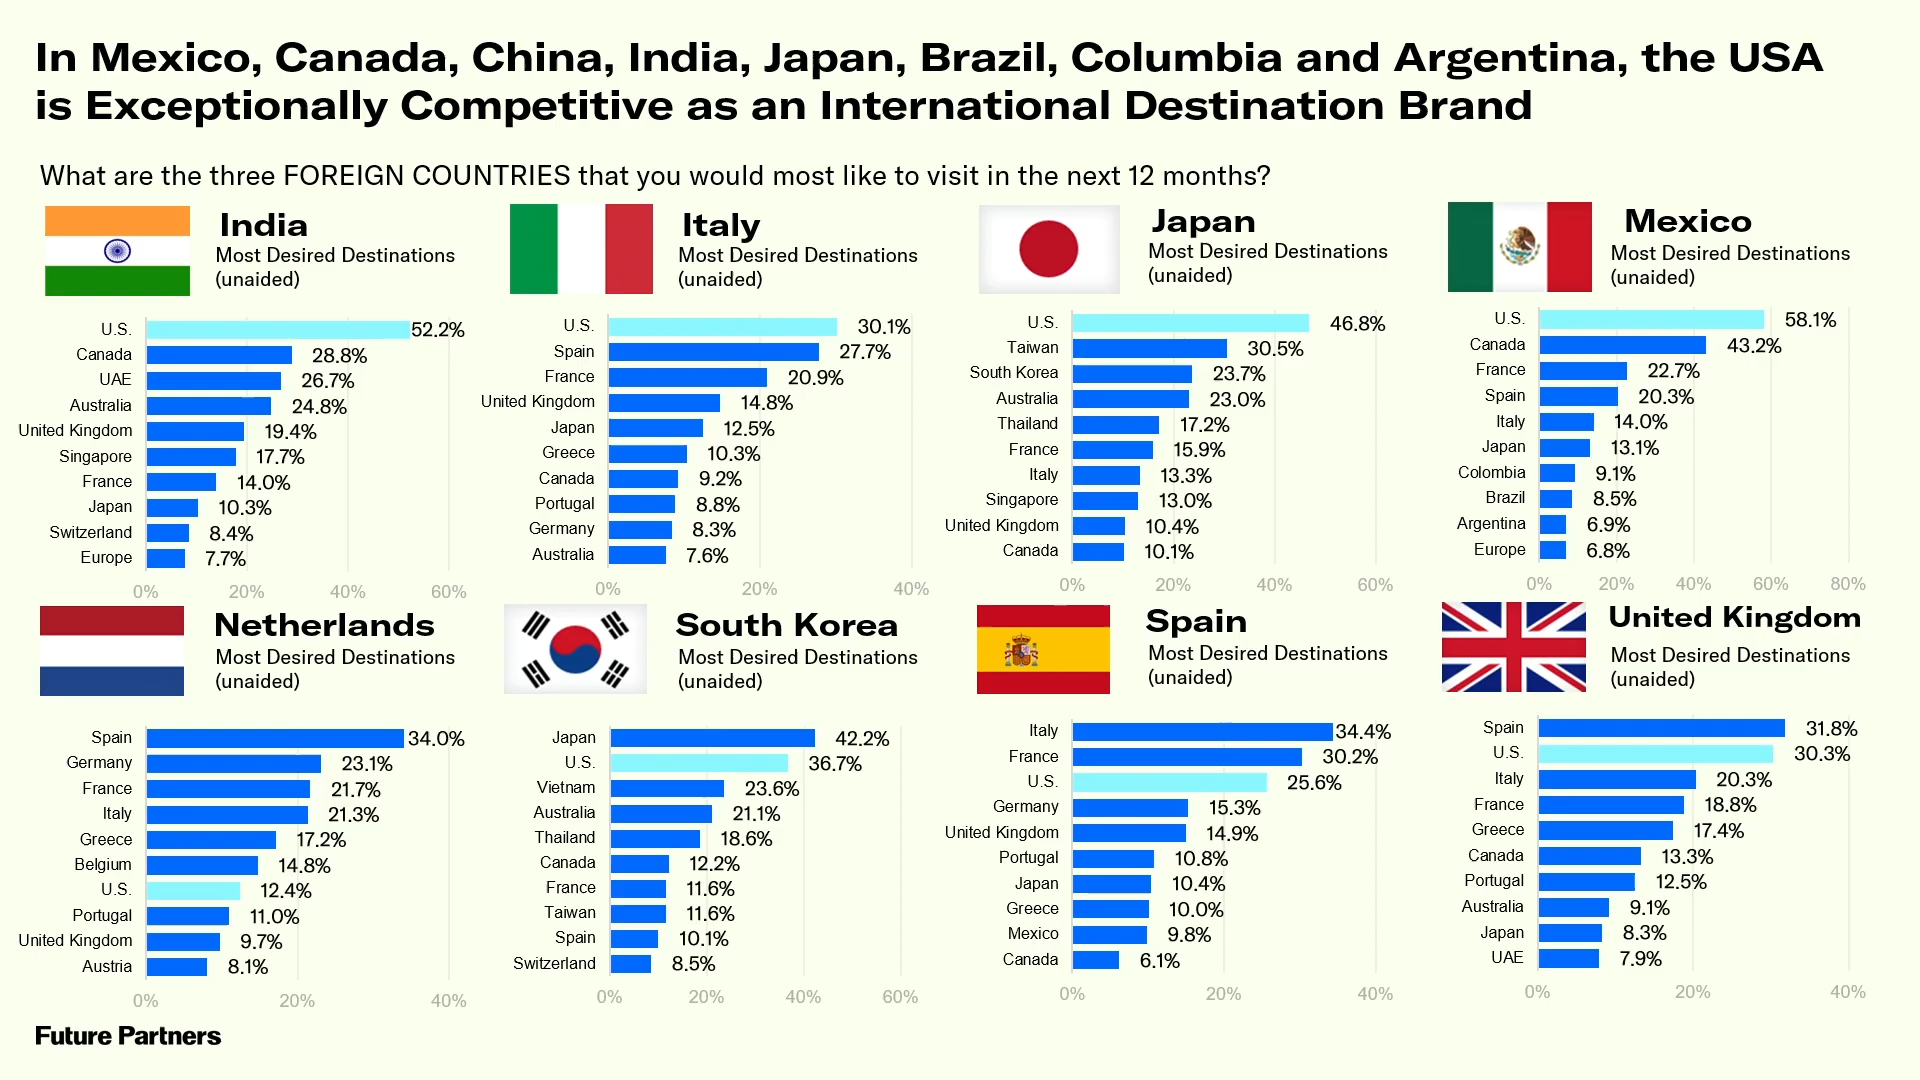 In Mexico, Canada, China, India, Japan, Brazil, Columbia and Argentina, the USA
is Exceptionally Competitive as an International Destination Brand
What are the three FOREIGN COUNTRIES that you would most like to visit in the next 12 months?
India
Most Desired Destinations
(unaided)
U.S. 52.2%
Canada 28.8%
UAE 26.7%
Australia 24.8%
United Kingdom 19.4%
Singapore 17.7%
France 14.0%
Japan 10.3%
Switzerland 8.4%
Europe 7.7%
0% 20% 40% 60%
Italy
Most Desired Destinations
(unaided)
U.S. 30.1%
Spain 27.7%
France 20.9%
United Kingdom 14.8%
Japan 12.5%
Greece 10.3%
Canada 9.2%
Portugal 8.8%
Germany 8.3%
Australia 7.6%
0% 20% 40%
Japan
Most Desired Destinations
(unaided)
U.S. 46.8%
Taiwan 30.5%
South Korea 23.7%
Australia 23.0%
Thailand 17.2%
France 15.9%
Italy 13.3%
Singapore 13.0%
United Kingdom 10.4%
Canada 10.1%
0% 20% 40% 60%
Mexico
Most Desired Destinations
(unaided)
U.S. 58.1%
Canada 43.2%
France 22.7%
Spain 20.3%
Italy 14.0%
Japan 13.1%
Colombia 9.1%
Brazil 8.5%
Argentina 6.9%
Europe 6.8%
0% 20% 40% 60% 80%
Netherlands
Most Desired Destinations
(unaided)
Spain 34.0%
Germany 23.1%
France 21.7%
Italy 21.3%
Greece 17.2%
Belgium 14.8%
U.S. 12.4%
Portugal 11.0%
United Kingdom 9.7%
Austria 8.1%
0% 20% 40%
South Korea
Most Desired Destinations
(unaided)
Japan 42.2%
U.S. 36.7%
Vietnam 23.6%
Australia 21.1%
Thailand 18.6%
Canada 12.2%
France 11.6%
Taiwan 11.6%
Spain 10.1%
Switzerland 8.5%
0% 20% 40% 60%
Spain
Most Desired Destinations
(unaided)
Italy 34.4%
France 30.2%
U.S. 25.6%
Germany 15.3%
United Kingdom 14.9%
Portugal 10.8%
Japan 10.4%
Greece 10.0%
Mexico 9.8%
Canada 6.1%
0% 20% 40%
United Kingdom
Most Desired Destinations
(unaided)
Spain 31.8%
U.S. 30.3%
Italy 20.3%
France 18.8%
Greece 17.4%
Canada 13.3%
Portugal 12.5%
Australia 9.1%
Japan 8.3%
UAE 7.9%
0% 20% 40%
Future Partners